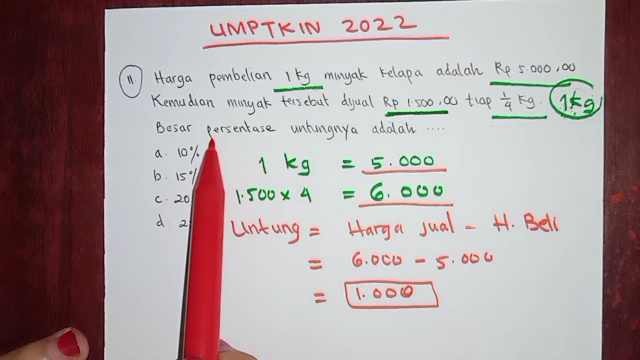 UMPTKIN 2022
11. Harga pembelian 1 kg minyak kelapa adalah Rp 5.000,00
Kemudian minyak tersebut dijual Rp 1.500,00 tiap 1/4 kg. 1 kg
Besar persentase untungnya adalah ....
a. 10%
b. 15%
c. 20
d. 2
1 kg = 5.000
1.500 x 4 = 6.000
Untung = Harga jual - H. Beli
= 6.000 - 5.000
= 1.000